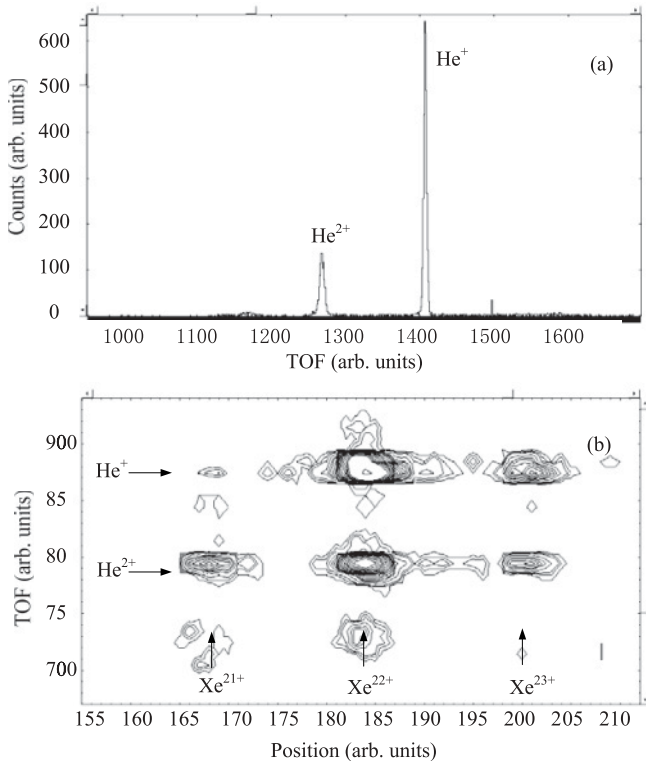 600
500
400
300
200
100
0
Counts (arb. units)
He⁺
(a)
He²⁺
1000 1100 1200 1300 1400 1500 1600
TOF (arb. units)
900
85
80
75
700
TOF (arb. units)
He⁺
He²⁺
(b)
Xe²¹⁺ Xe²²⁺ Xe²³⁺
155 160 165 170 180 185 190 200 205 210
Position (arb. units)